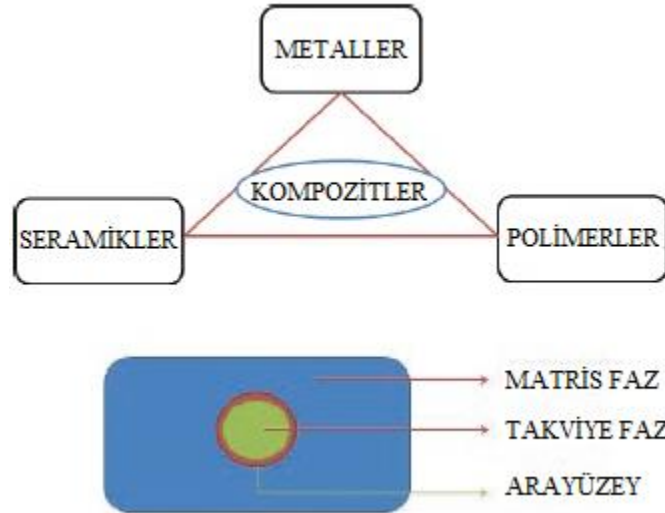 METALLER
KOMPOZİTLER
SERAMİKLER
POLİMERLER
MATRİS FAZ
TAKVİYE FAZ
ARAYÜZEY